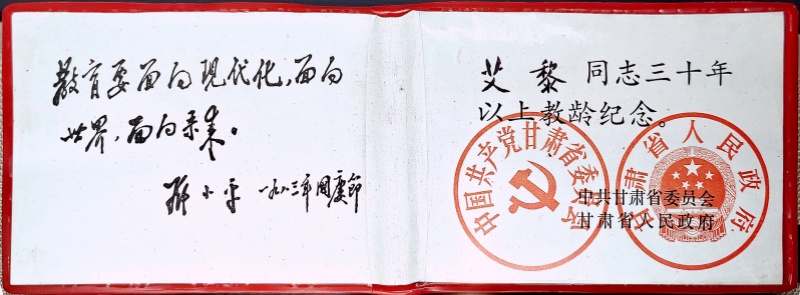 教育要面向现代化，面向
世界，面向未来。
邓小平 一九八三年国庆节
艾黎 同志三十年
以上教龄纪念。
中国共产党甘肃省委员会
甘肃省人民政府
中共甘肃省委员会
甘肃省人民政府